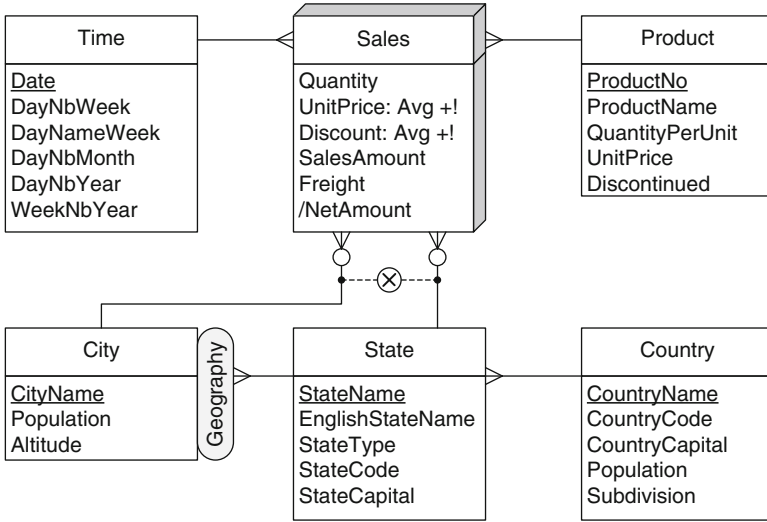 Time
Date
DayNbWeek
DayNameWeek
DayNbMonth
DayNbYear
WeekNbYear
Sales
Quantity
UnitPrice: Avg +!
Discount: Avg +!
SalesAmount
Freight
/NetAmount
Product
ProductNo
ProductName
QuantityPerUnit
UnitPrice
Discontinued
City
CityName
Population
Altitude
Geography
State
StateName
EnglishStateName
StateType
StateCode
StateCapital
Country
CountryName
CountryCode
CountryCapital
Population
Subdivision